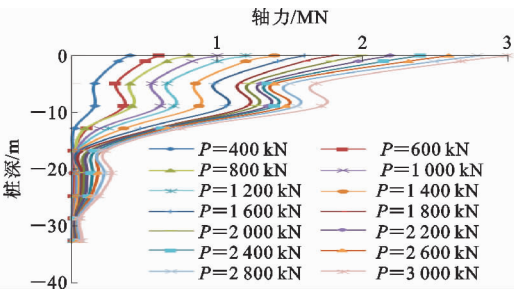 轴力/MN
0 1 2 3
0
−10
−20
−30
−40
桩深/m
P=400 kN P=600 kN
P=800 kN P=1 000 kN
P=1 200 kN P=1 400 kN
P=1 600 kN P=1 800 kN
P=2 000 kN P=2 200 kN
P=2 400 kN P=2 600 kN
P=2 800 kN P=3 000 kN